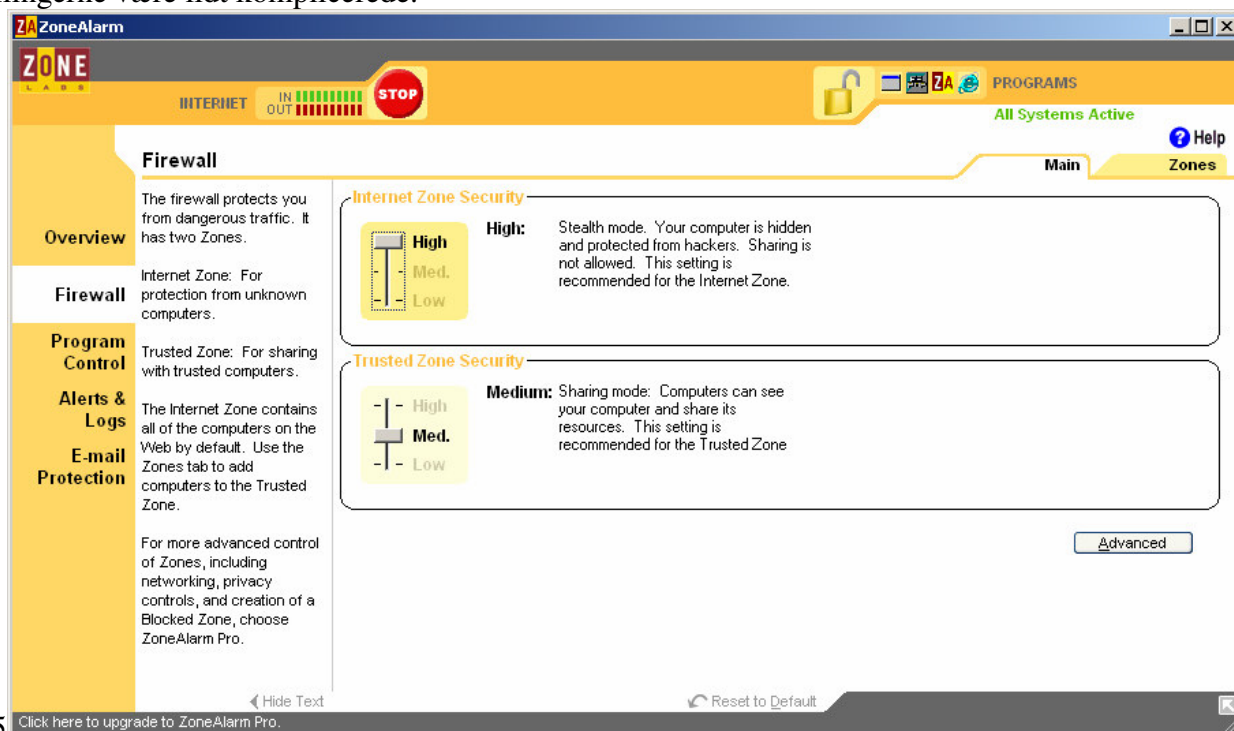 være lidt komplicerede.
ZA ZoneAlarm
ZONE
LABS
INTERNET
IN
OUT
STOP
ZA
PROGRAMS
All Systems Active
? Help
Firewall
Main
Zones
Overview
Firewall
Program
Control
Alerts &
Logs
E-mail
Protection
The firewall protects you
from dangerous traffic. It
has two Zones.
Internet Zone: For
protection from unknown
computers.
Trusted Zone: For sharing
with trusted computers.
The Internet Zone contains
all of the computers on the
Web by default. Use the
Zones tab to add
computers to the Trusted
Zone.
For more advanced control
of Zones, including
networking, privacy
controls, and creation of a
Blocked Zone, choose
ZoneAlarm Pro.
Internet Zone Security
High
Med.
Low
High:
Stealth mode. Your computer is hidden
and protected from hackers. Sharing is
not allowed. This setting is
recommended for the Internet Zone.
Trusted Zone Security
High
Med.
Low
Medium:
Sharing mode: Computers can see
your computer and share its
resources. This setting is
recommended for the Trusted Zone
Advanced
Hide Text
Reset to Default
5
Click here to upgrade to ZoneAlarm Pro.